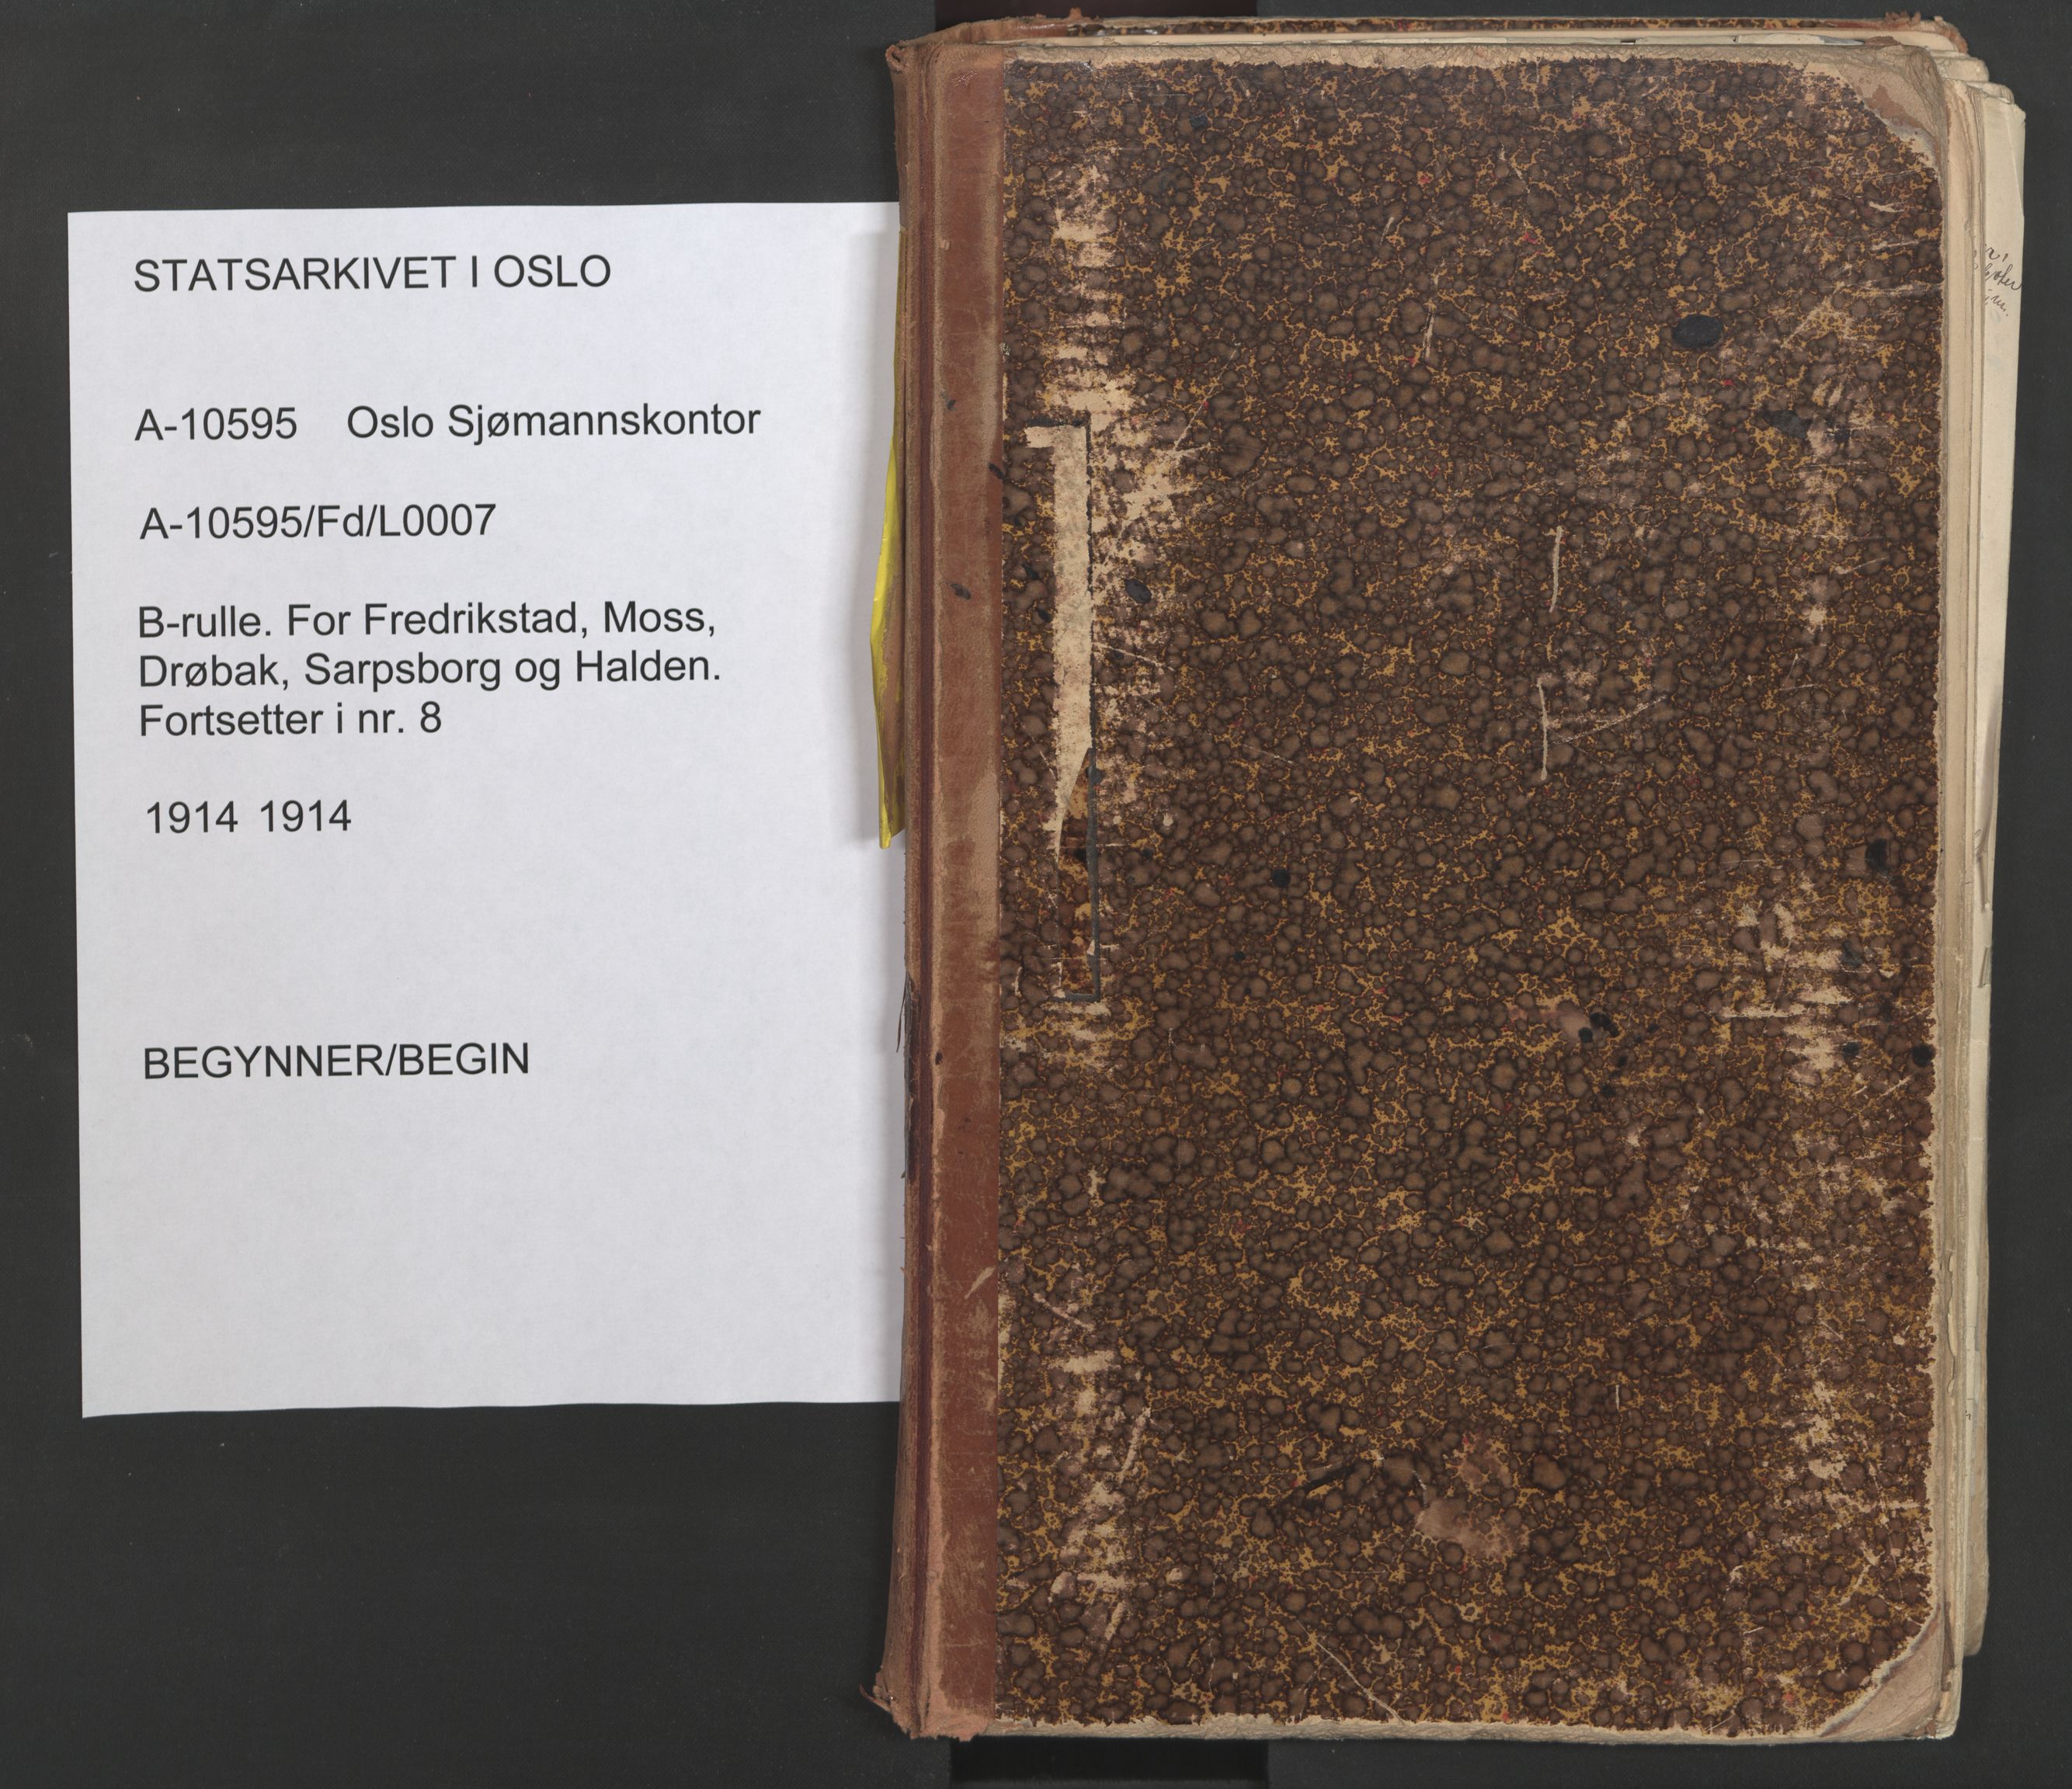 STATSARKIVET I OSLO
A-10595 Oslo Sjømannskontor
A-10595/Fd/L0007
B-rulle. For Fredrikstad, Moss,
Drøbak, Sarpsborg og Halden.
Fortsetter i nr. 8
1914 1914
BEGYNNER/BEGIN